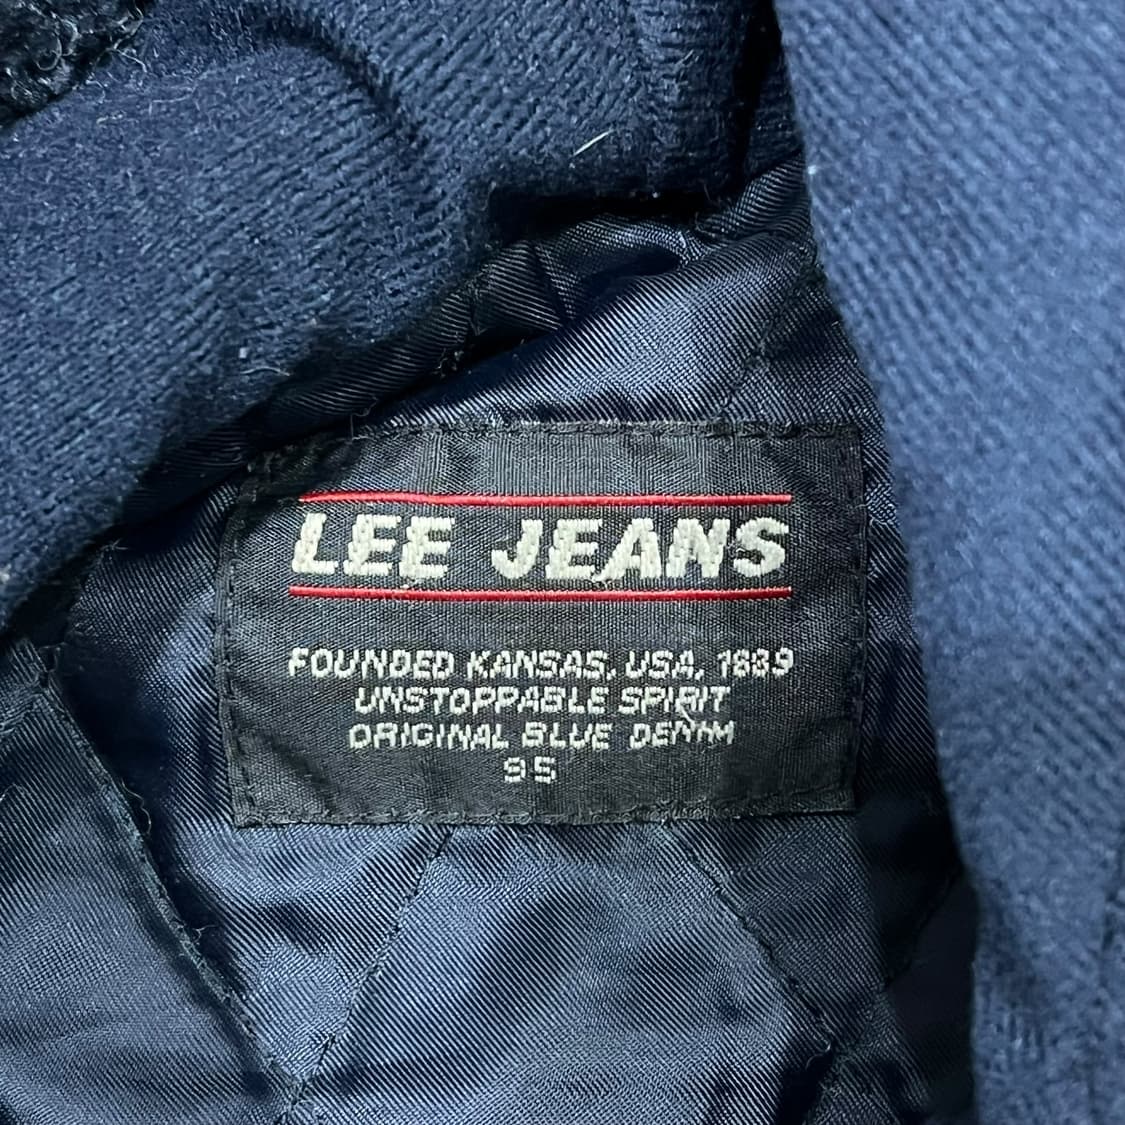 LEE JEANS
FOUNDED KANSAS, USA, 1889
UNSTOPPABLE SPIRIT
ORIGINAL BLUE DENIM
95